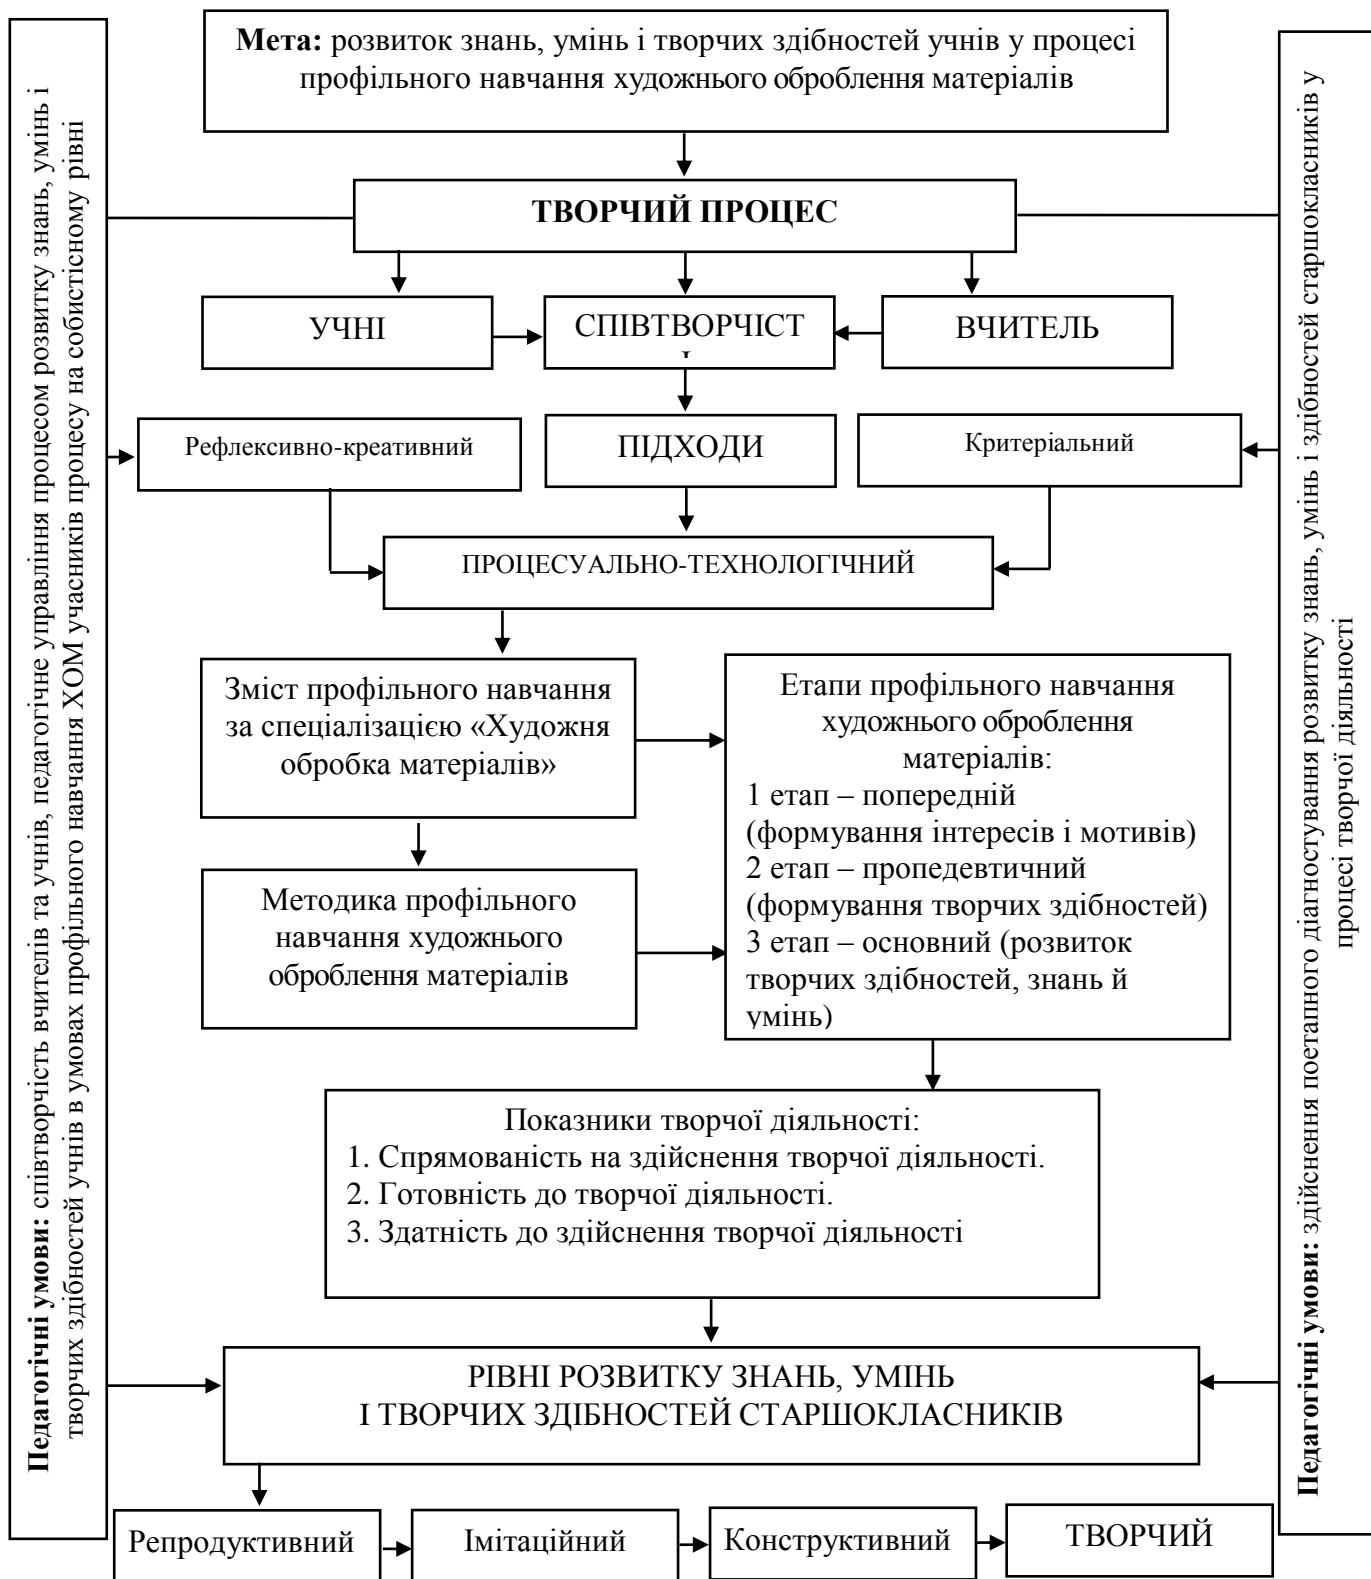 Педагогічні умови: співтворчість вчителів та учнів, педагогічне управління процесом розвитку знань, умінь і
творчих здібностей учнів в умовах профільного навчання ХОМ учасників процесу на собистісному рівні
Мета: розвиток знань, умінь і творчих здібностей учнів у процесі
профільного навчання художнього оброблення матеріалів
ТВОРЧИЙ ПРОЦЕС
УЧНІ
СПІВТВОРЧІСТ
ВЧИТЕЛЬ
Рефлексивно-креативний
ПІДХОДИ
Критеріальний
ПРОЦЕСУАЛЬНО-ТЕХНОЛОГІЧНИЙ
Зміст профільного навчання
за спеціалізацією «Художня
обробка матеріалів»
Методика профільного
навчання художнього
оброблення матеріалів
Етапи профільного навчання
художнього оброблення
матеріалів:
1 етап – попередній
(формування інтересів і мотивів)
2 етап – пропедевтичний
(формування творчих здібностей)
3 етап – основний (розвиток
творчих здібностей, знань й
умінь)
Показники творчої діяльності:
1. Спрямованість на здійснення творчої діяльності.
2. Готовність до творчої діяльності.
3. Здатність до здійснення творчої діяльності
РІВНІ РОЗВИТКУ ЗНАНЬ, УМІНЬ
І ТВОРЧИХ ЗДІБНОСТЕЙ СТАРШОКЛАСНИКІВ
Репродуктивний
Імітаційний
Конструктивний
ТВОРЧИЙ
Педагогічні умови: здійснення поетапного діагностування розвитку знань, умінь і здібностей старшокласників у
процесі творчої діяльності